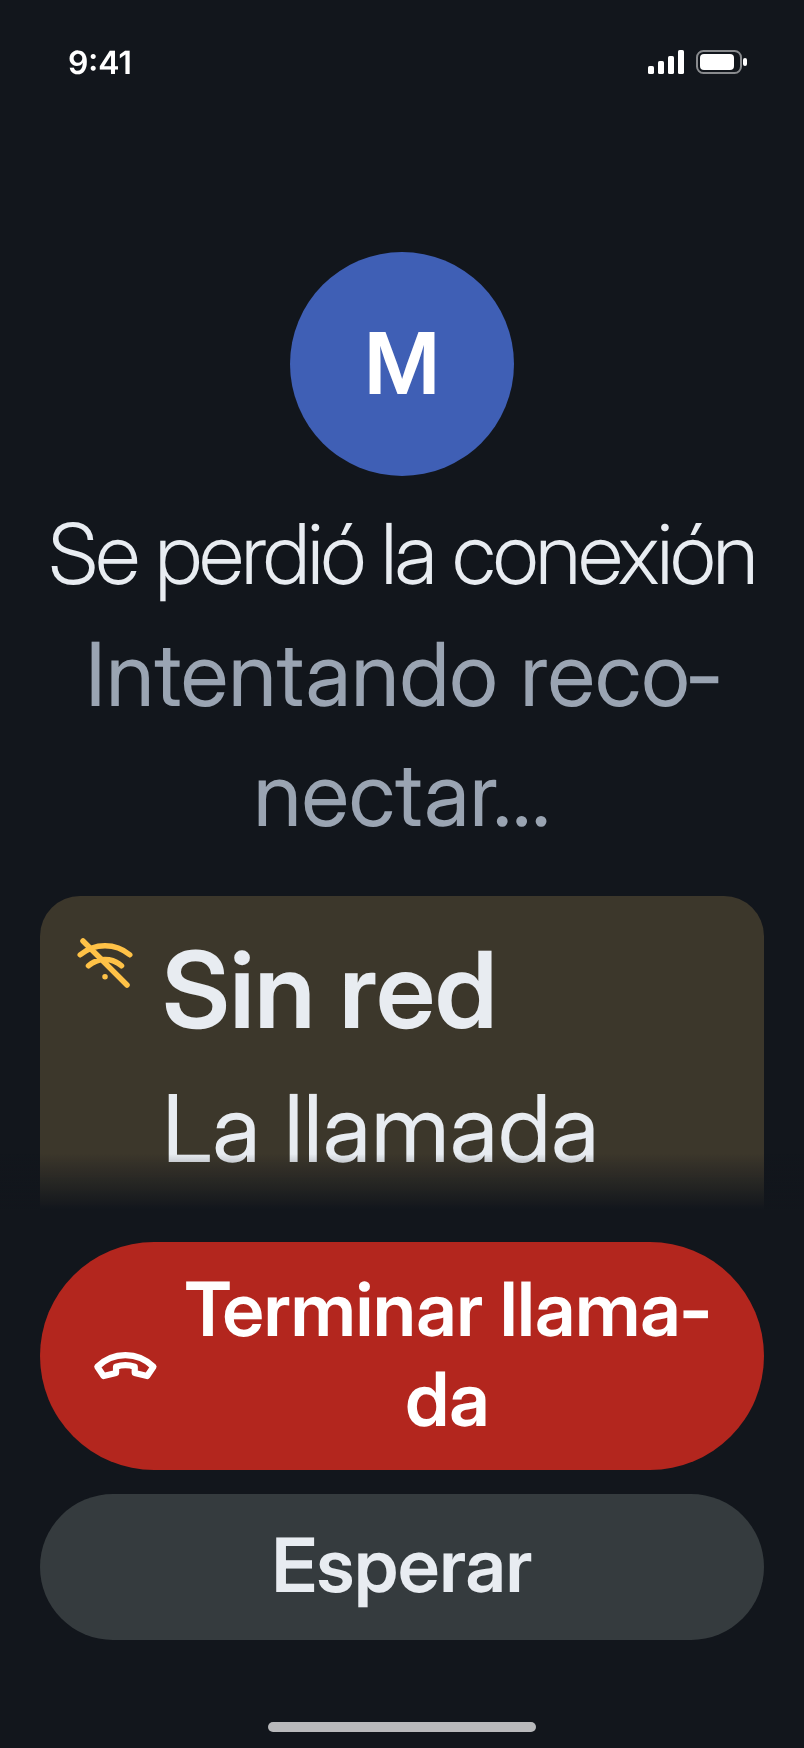 9:41
M
Se perdió la conexión
Intentando reco-
nectar...
Sin red
La llamada
Terminar llama-
da
Esperar